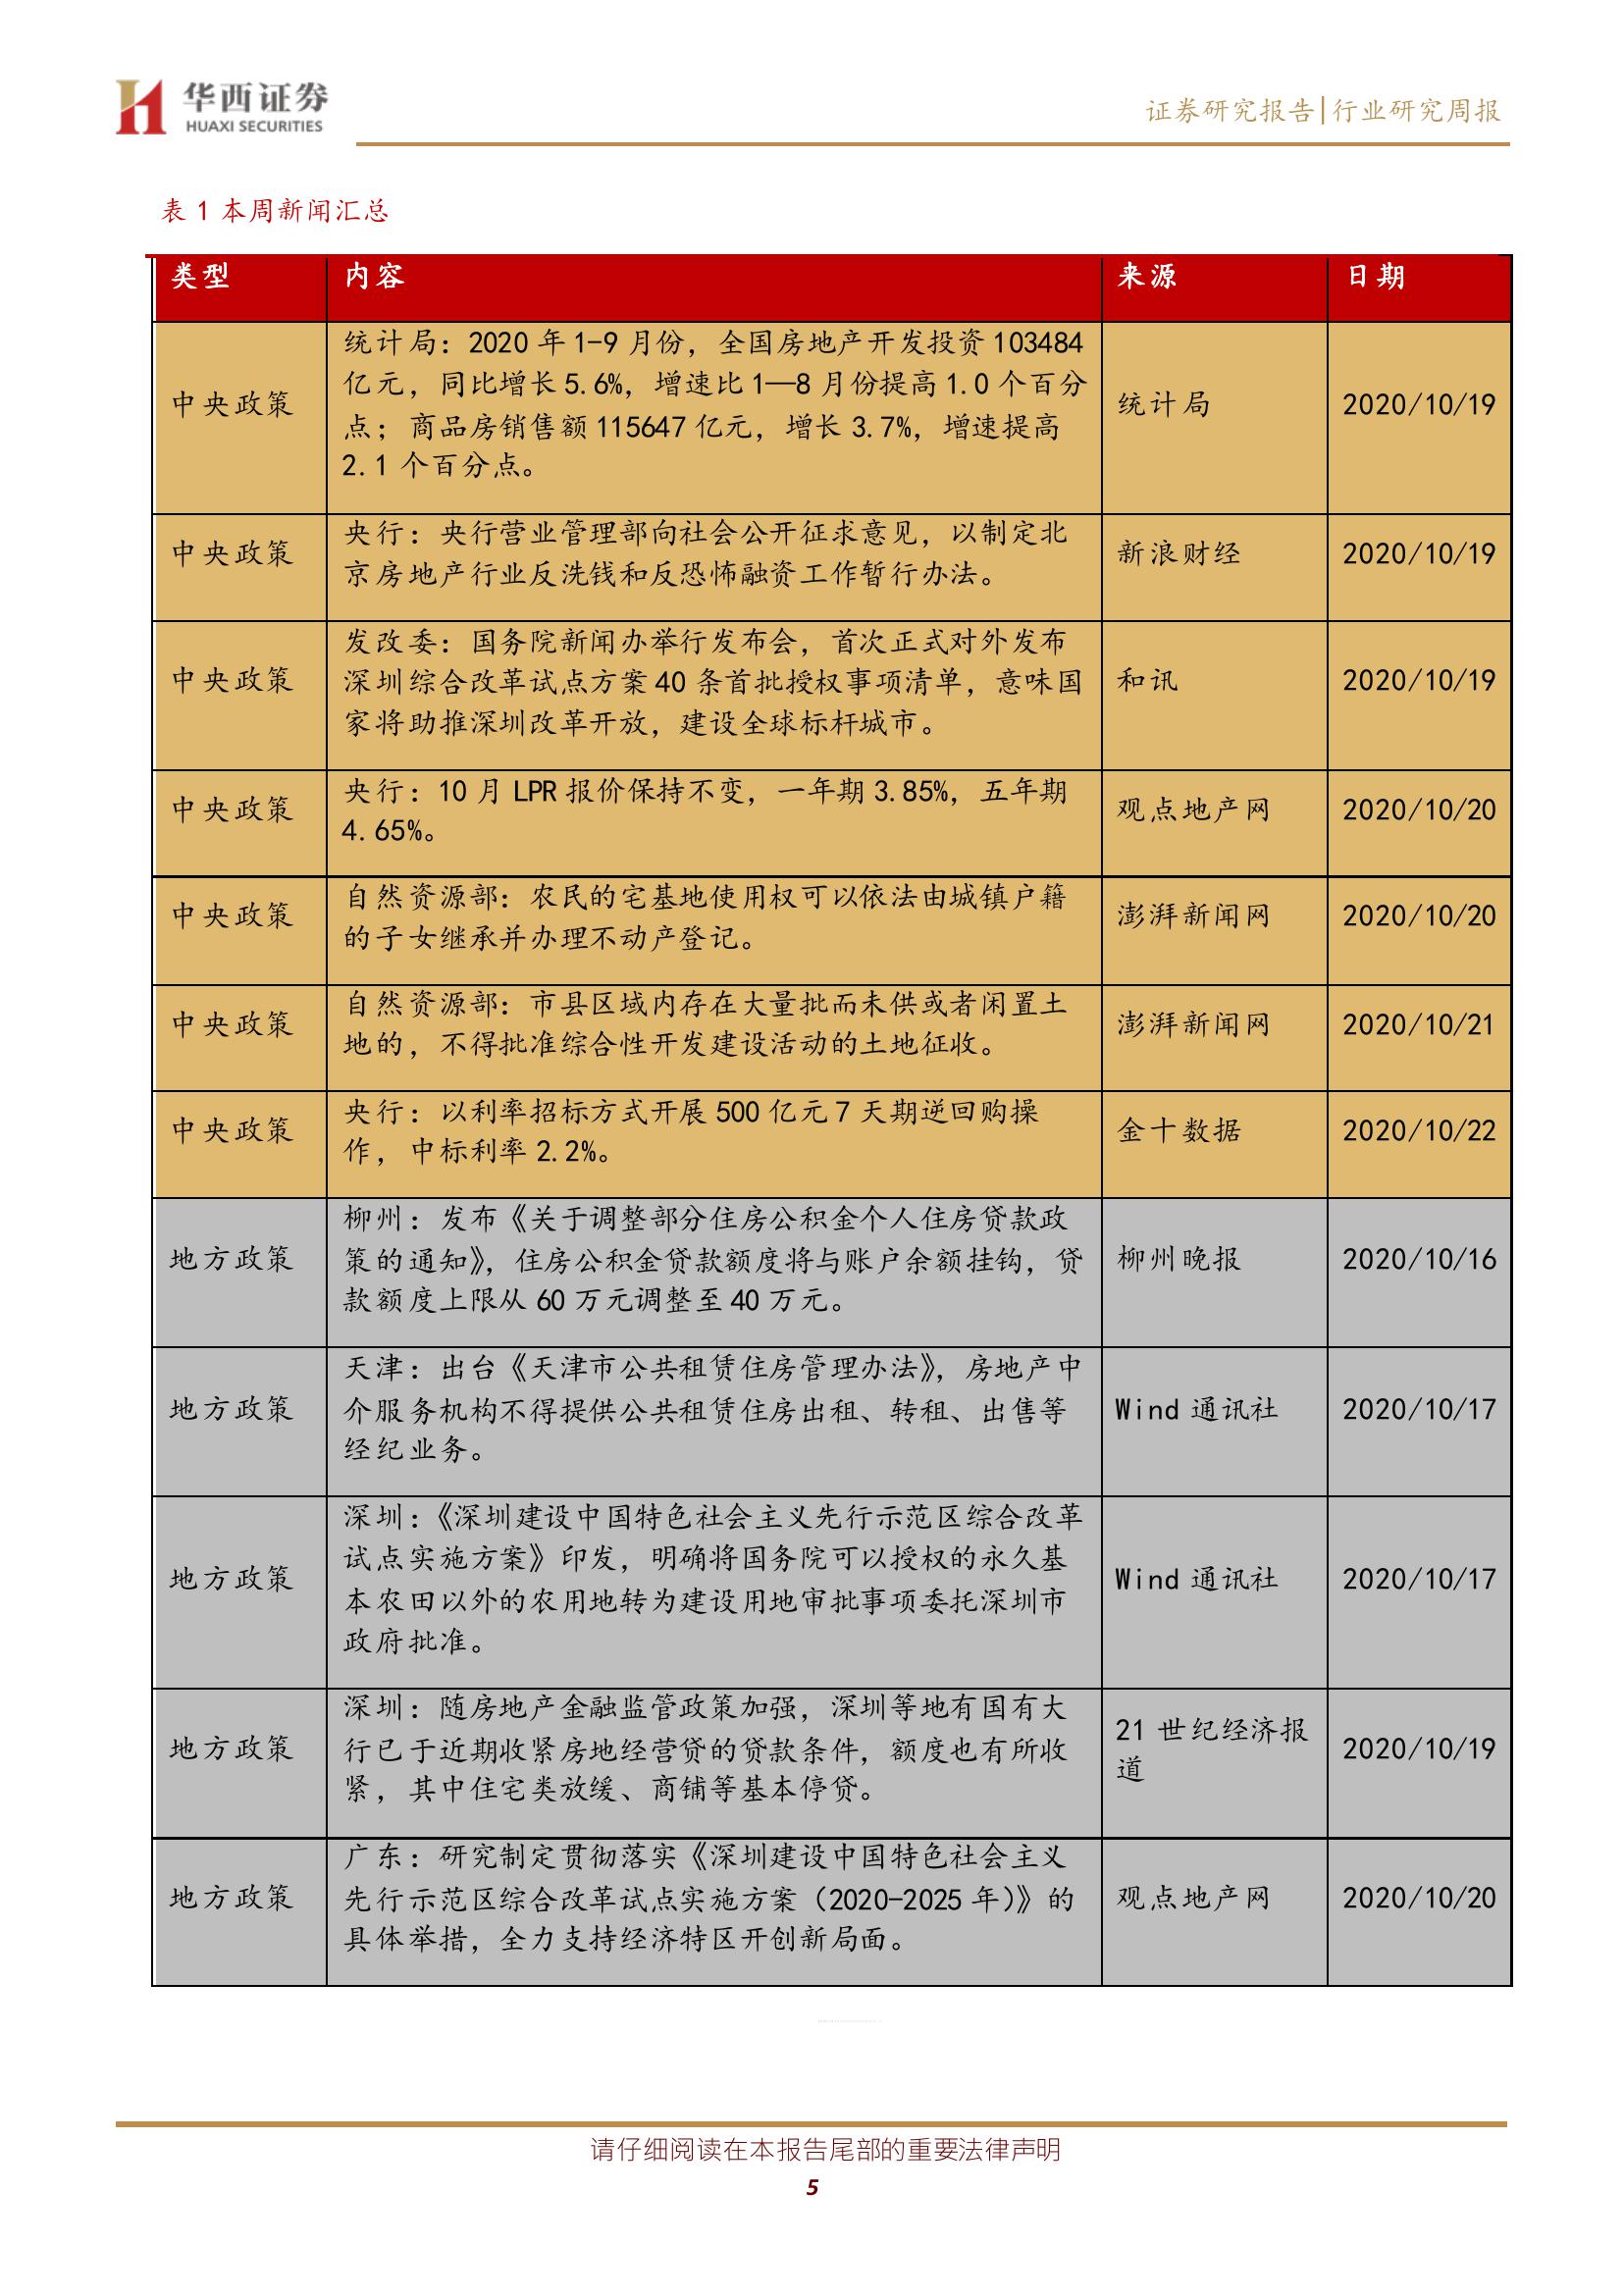 华西证券
HUAXI SECURITIES
证券研究报告|行业研究周报
表 1 本周新闻汇总
类型 内容 来源 日期
统计局：2020 年 1-9 月份，全国房地产开发投资 103484
亿元，同比增长 5.6%，增速比 1—8 月份提高 1.0 个百分
点；商品房销售额 115647 亿元，增长 3.7%，增速提高
2.1 个百分点。
中央政策
统计局
2020/10/19
央行：央行营业管理部向社会公开征求意见，以制定北
京房地产行业反洗钱和反恐怖融资工作暂行办法。
中央政策
新浪财经
2020/10/19
发改委：国务院新闻办举行发布会，首次正式对外发布
深圳综合改革试点方案 40 条首批授权事项清单，意味国
家将助推深圳改革开放，建设全球标杆城市。
中央政策
和讯
2020/10/19
央行：10 月 LPR 报价保持不变，一年期 3.85%，五年期
4.65%。
中央政策
观点地产网
2020/10/20
自然资源部：农民的宅基地使用权可以依法由城镇户籍
的子女继承并办理不动产登记。
中央政策
澎湃新闻网
2020/10/20
自然资源部：市县区域内存在大量批而未供或者闲置土
地的，不得批准综合性开发建设活动的土地征收。
中央政策
澎湃新闻网
2020/10/21
央行：以利率招标方式开展 500 亿元 7 天期逆回购操
作，中标利率 2.2%。
中央政策
金十数据
2020/10/22
柳州：发布《关于调整部分住房公积金个人住房贷款政
策的通知》，住房公积金贷款额度将与账户余额挂钩，贷
款额度上限从 60 万元调整至 40 万元。
地方政策
柳州晚报
2020/10/16
天津：出台《天津市公共租赁住房管理办法》，房地产中
介服务机构不得提供公共租赁住房出租、转租、出售等
经纪业务。
地方政策
Wind 通讯社
2020/10/17
深圳：《深圳建设中国特色社会主义先行示范区综合改革
试点实施方案》印发，明确将国务院可以授权的永久基
本农田以外的农用地转为建设用地审批事项委托深圳市
政府批准。
地方政策
Wind 通讯社
2020/10/17
深圳：随房地产金融监管政策加强，深圳等地有国有大
行已于近期收紧房地经营贷的贷款条件，额度也有所收
紧，其中住宅类放缓、商铺等基本停贷。
地方政策
21 世纪经济报
道
2020/10/19
广东：研究制定贯彻落实《深圳建设中国特色社会主义
先行示范区综合改革试点实施方案（2020-2025 年）》的
具体举措，全力支持经济特区开创新局面。
地方政策
观点地产网
2020/10/20
请仔细阅读在本报告尾部的重要法律声明
5